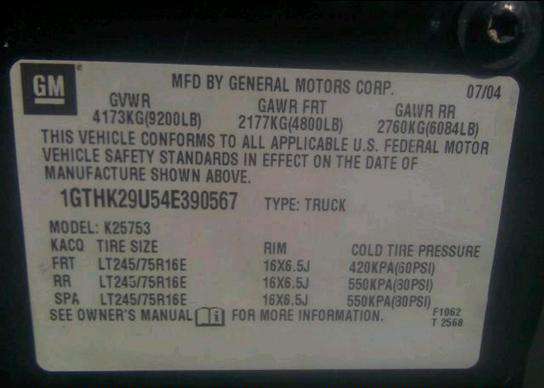 GM
MFD BY GENERAL MOTORS CORP. 07/04
GVWR GAWR FRT GAWR RR
4173KG(9200LB) 2177KG(4800LB) 2760KG(6084LB)
THIS VEHICLE CONFORMS TO ALL APPLICABLE U.S. FEDERAL MOTOR
VEHICLE SAFETY STANDARDS IN EFFECT ON THE DATE OF
MANUFACTURE SHOWN ABOVE.
1GTHK29U54E390567 TYPE: TRUCK
MODEL: K25753
KACQ TIRE SIZE RIM COLD TIRE PRESSURE
FRT LT245/75R16E 16X6.5J 420KPA(60PSI)
RR LT245/75R16E 16X6.5J 550KPA(80PSI)
SPA LT245/75R16E 16X6.5J 550KPA(80PSI)
SEE OWNER'S MANUAL i FOR MORE INFORMATION. F1062
T 2568